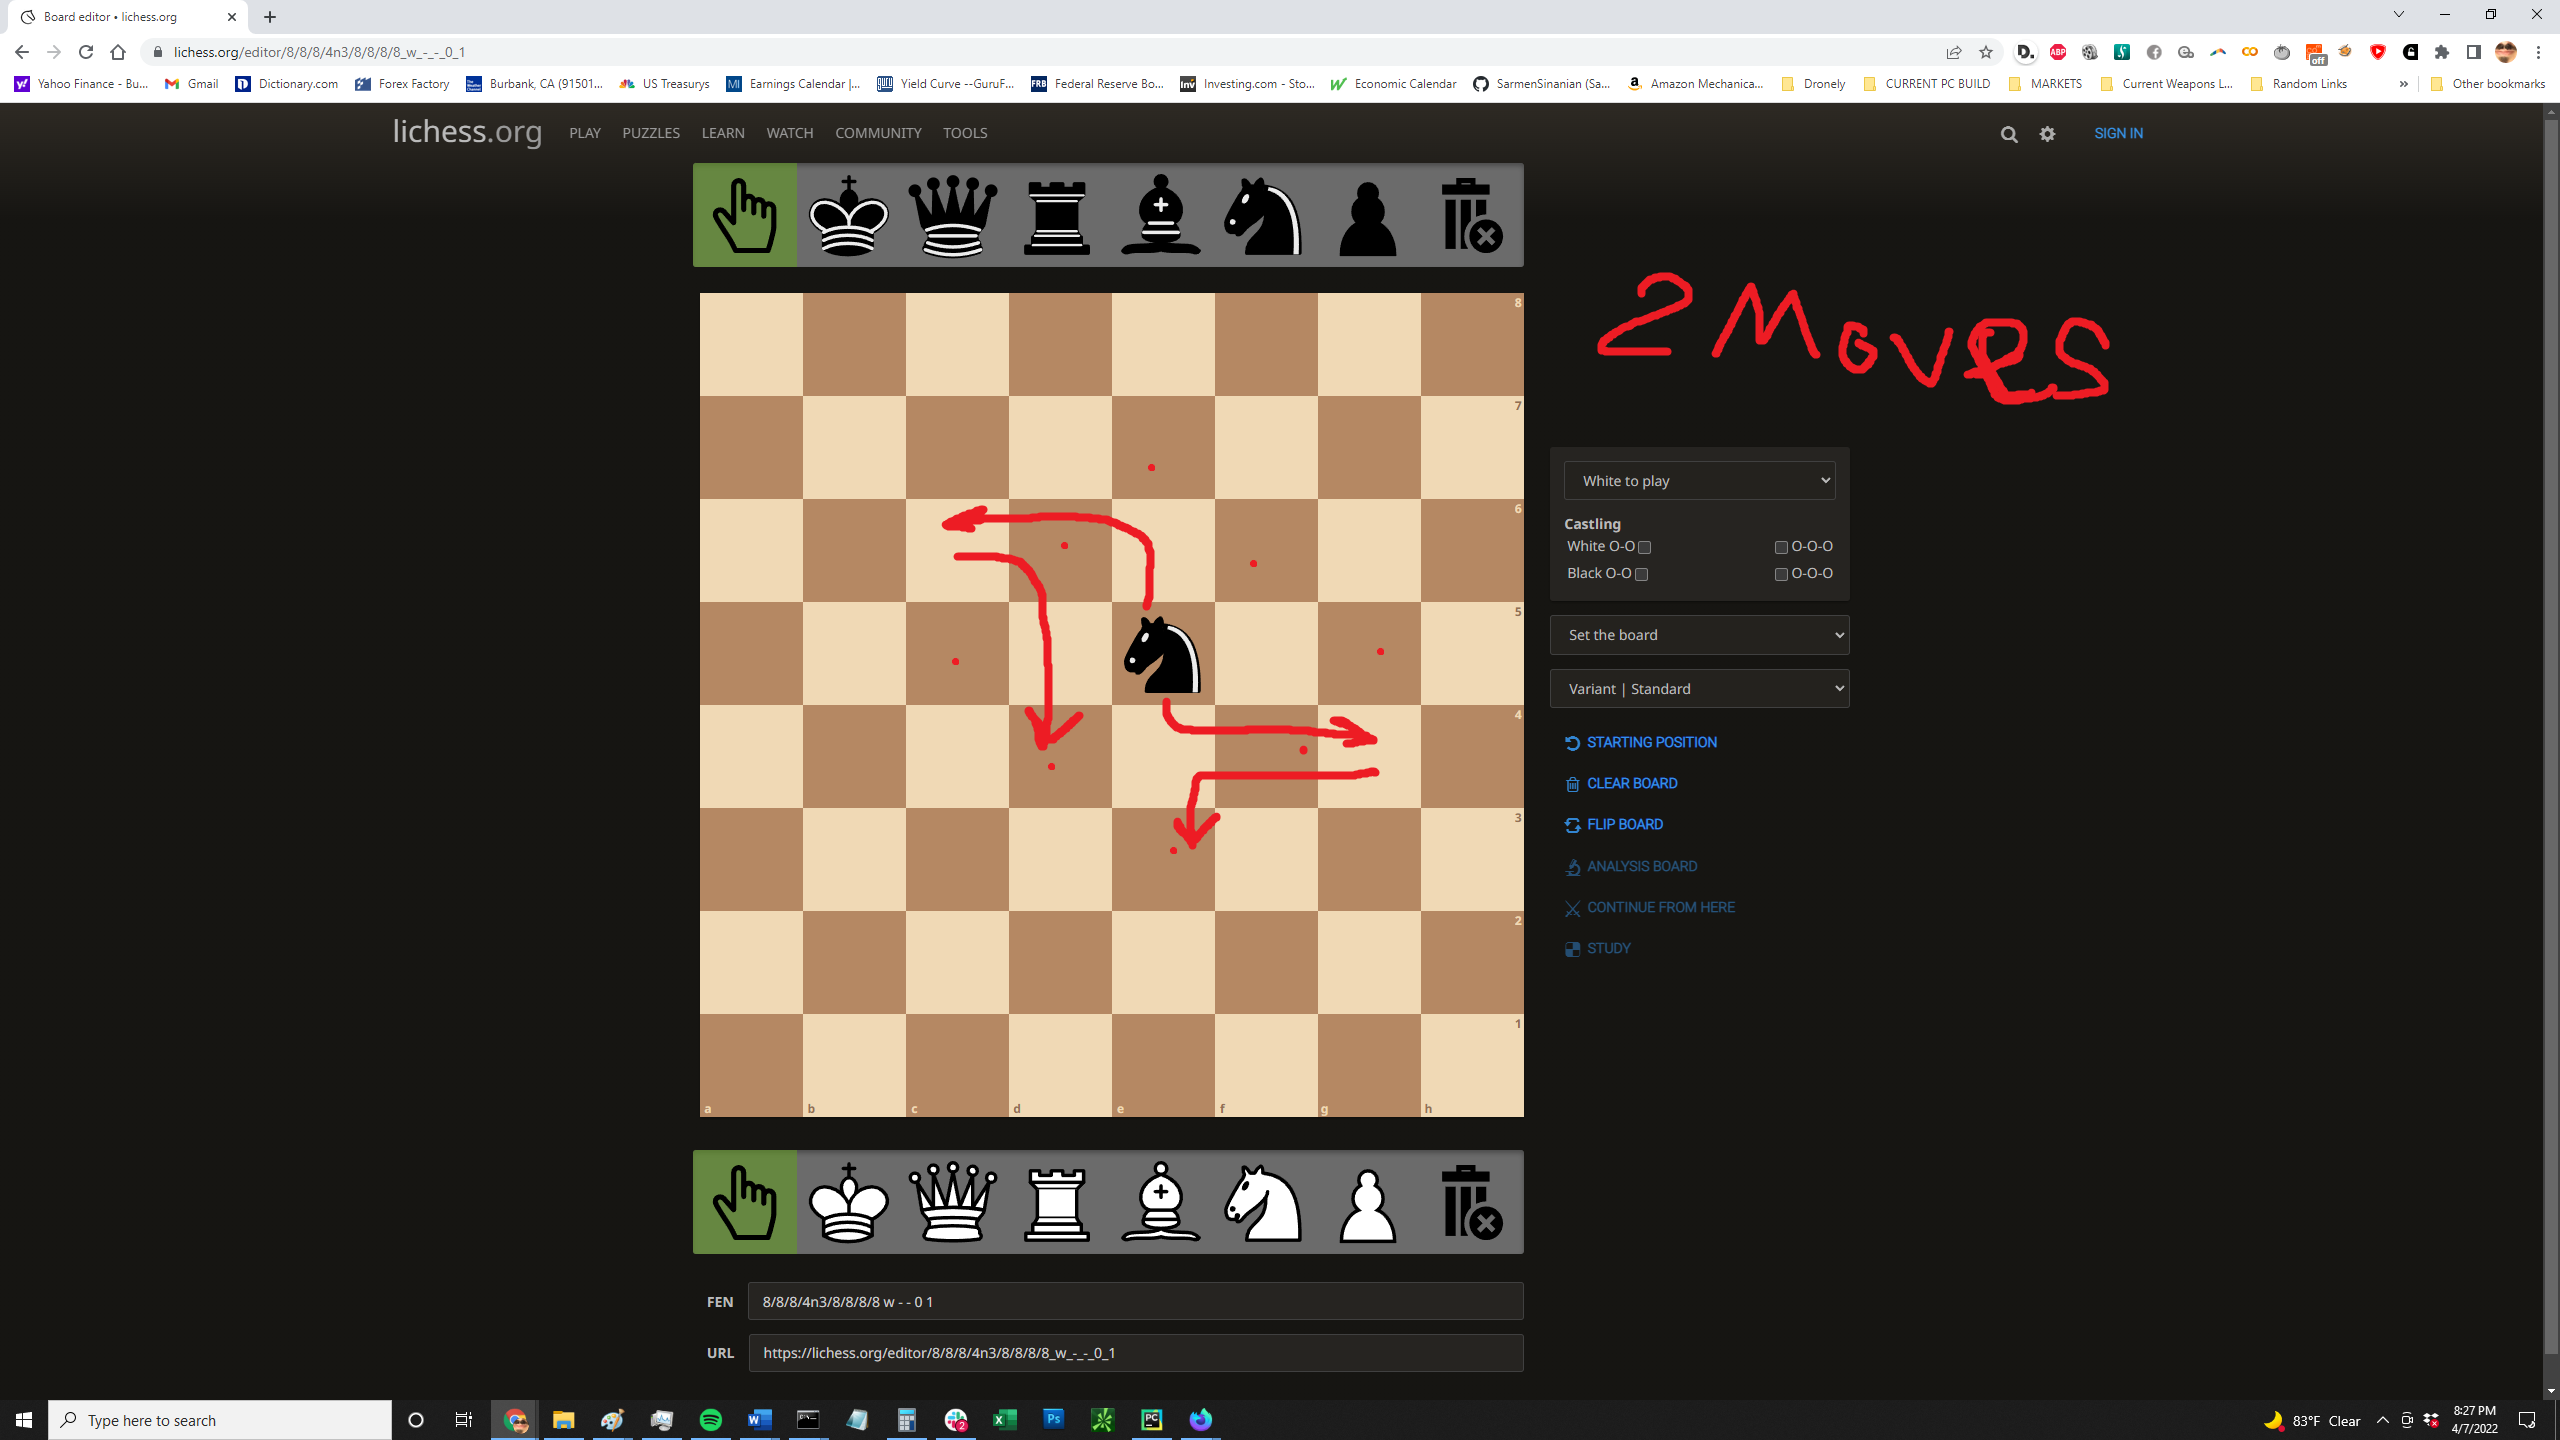 Board editor • lichess.org
lichess.org/editor/8/8/8/4n3/8/8/8/8_w_-_-_0_1
off
Yahoo Finance - Bu... Gmail Dictionary.com Forex Factory Burbank, CA (91501... US Treasurys Earnings Calendar |... Yield Curve --GuruF... Federal Reserve Bo... Investing.com - Sto... Economic Calendar SarmenSinanian (Sa... Amazon Mechanica... Dronely CURRENT PC BUILD MARKETS Current Weapons L... Random Links » Other bookmarks
lichess.org PLAY PUZZLES LEARN WATCH COMMUNITY TOOLS SIGN IN
2 MOVES
8
7
6
5
4
3
2
1
a b c d e f g h
White to play
Castling
White O-O O-O-O
Black O-O O-O-O
Set the board
Variant | Standard
STARTING POSITION
CLEAR BOARD
FLIP BOARD
ANALYSIS BOARD
CONTINUE FROM HERE
STUDY
FEN 8/8/8/4n3/8/8/8/8 w - - 0 1
URL https://lichess.org/editor/8/8/8/4n3/8/8/8/8_w_-_-_0_1
Type here to search
83°F Clear
8:27 PM
4/7/2022